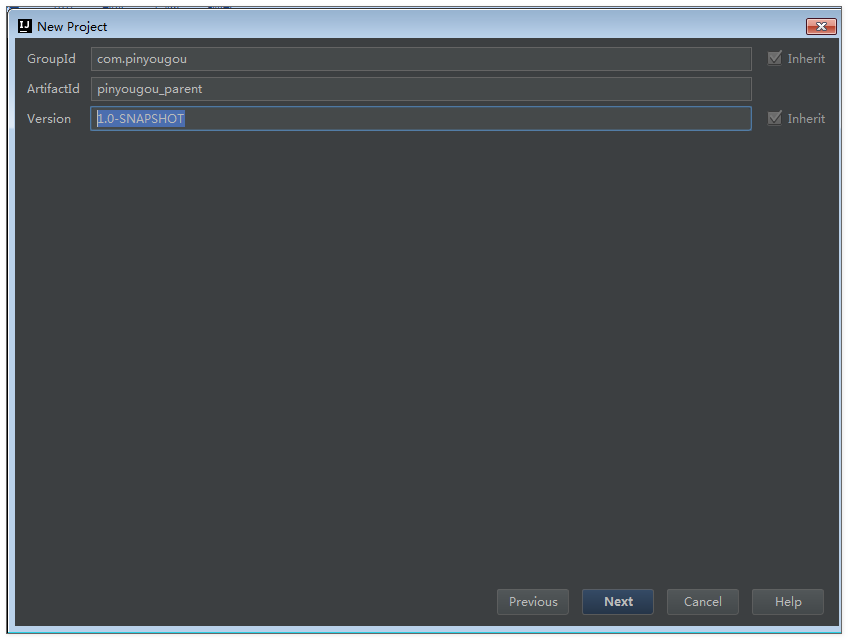 New Project
GroupId com.pinyougou Inherit
ArtifactId pinyougou_parent
Version 1.0-SNAPSHOT Inherit
Previous Next Cancel Help